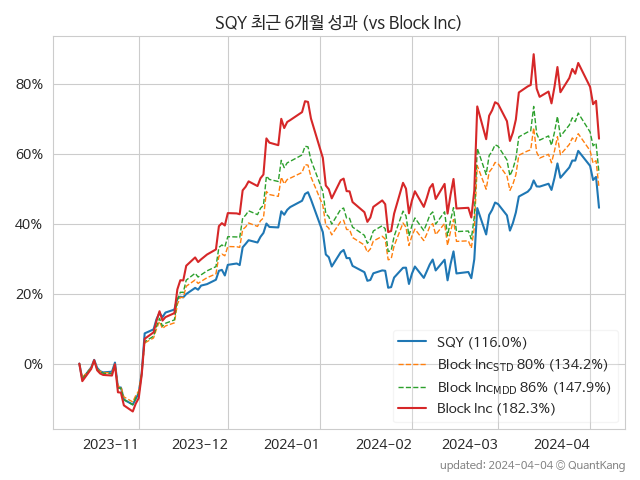 SQY 최근 6개월 성과 (vs Block Inc)
80%
60%
40%
20%
0%
SQY (116.0%)
Block Inc_STD 80% (134.2%)
Block Inc_MDD 86% (147.9%)
Block Inc (182.3%)
2023-11 2023-12 2024-01 2024-02 2024-03 2024-04
updated: 2024-04-04 © QuantKang